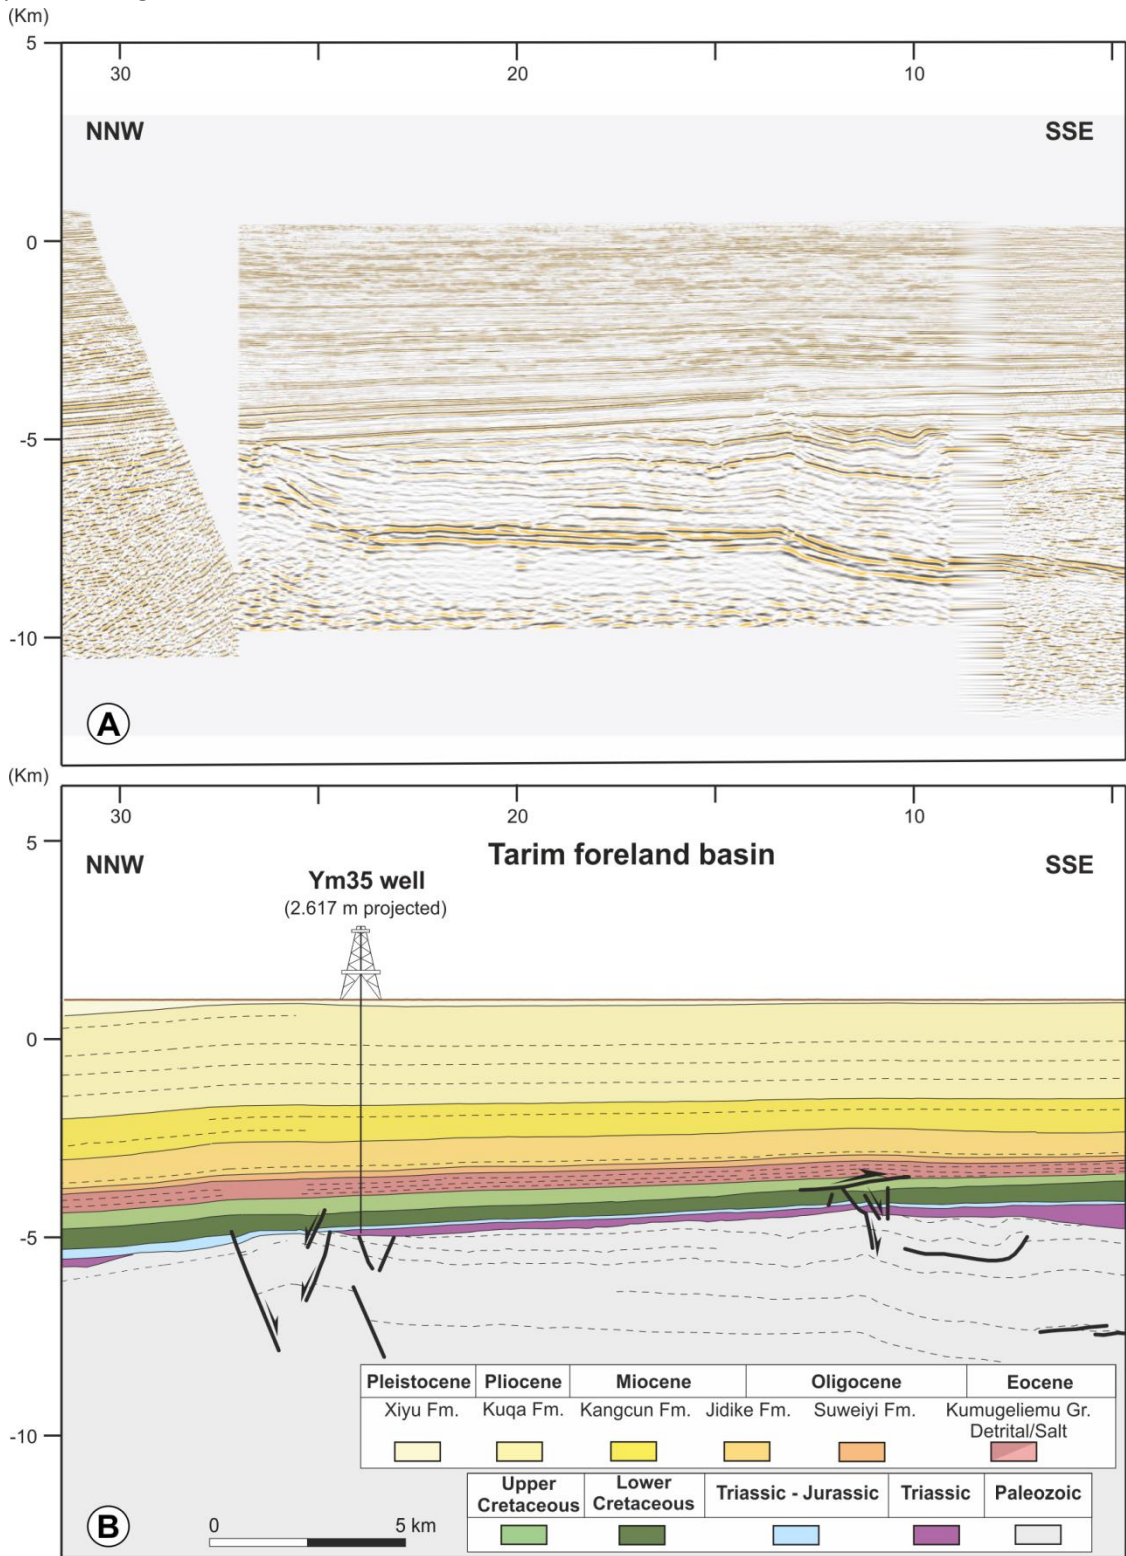 (Km)
5
30
20
10
NNW
SSE
0
-5
-10
A
(Km)
30
20
10
5
NNW
Tarim foreland basin
SSE
Ym35 well
(2.617 m projected)
0
-5
Pleistocene Pliocene Miocene Oligocene Eocene
Xiyu Fm. Kuqa Fm. Kangcun Fm. Jidike Fm. Suweiyi Fm. Kumugeliemu Gr.
Detrital/Salt
-10
Upper Cretaceous Lower Cretaceous Triassic - Jurassic Triassic Paleozoic
B
0 5 km